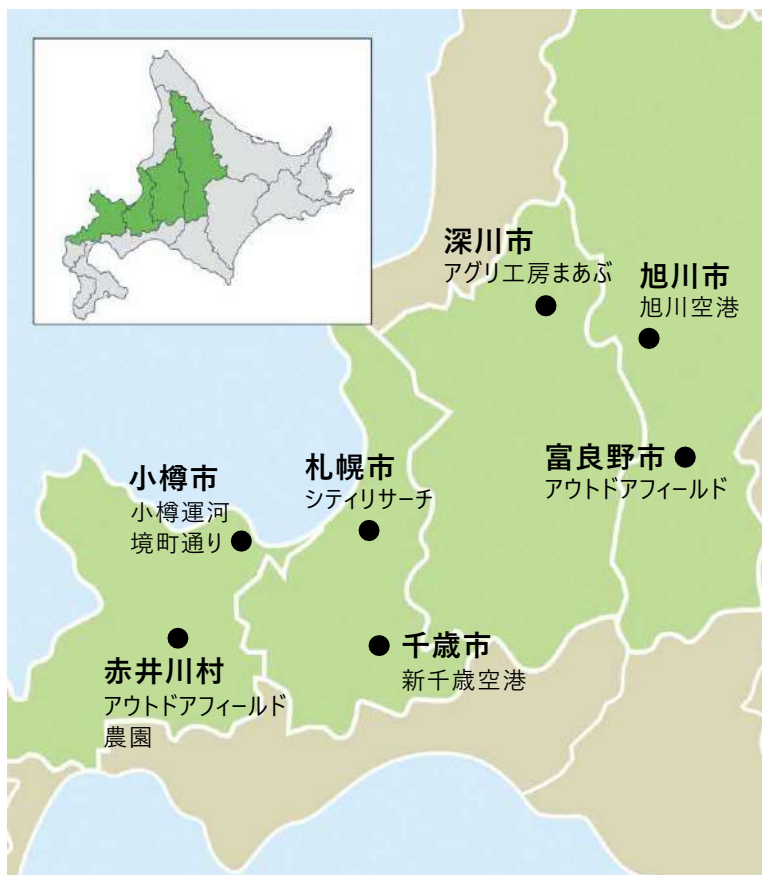 深川市
アグリ工房まあぶ
旭川市
旭川空港
富良野市
アウトドアフィールド
札幌市
シティリサーチ
小樽市
小樽運河
境町通り
千歳市
新千歳空港
赤井川村
アウトドアフィールド
農園